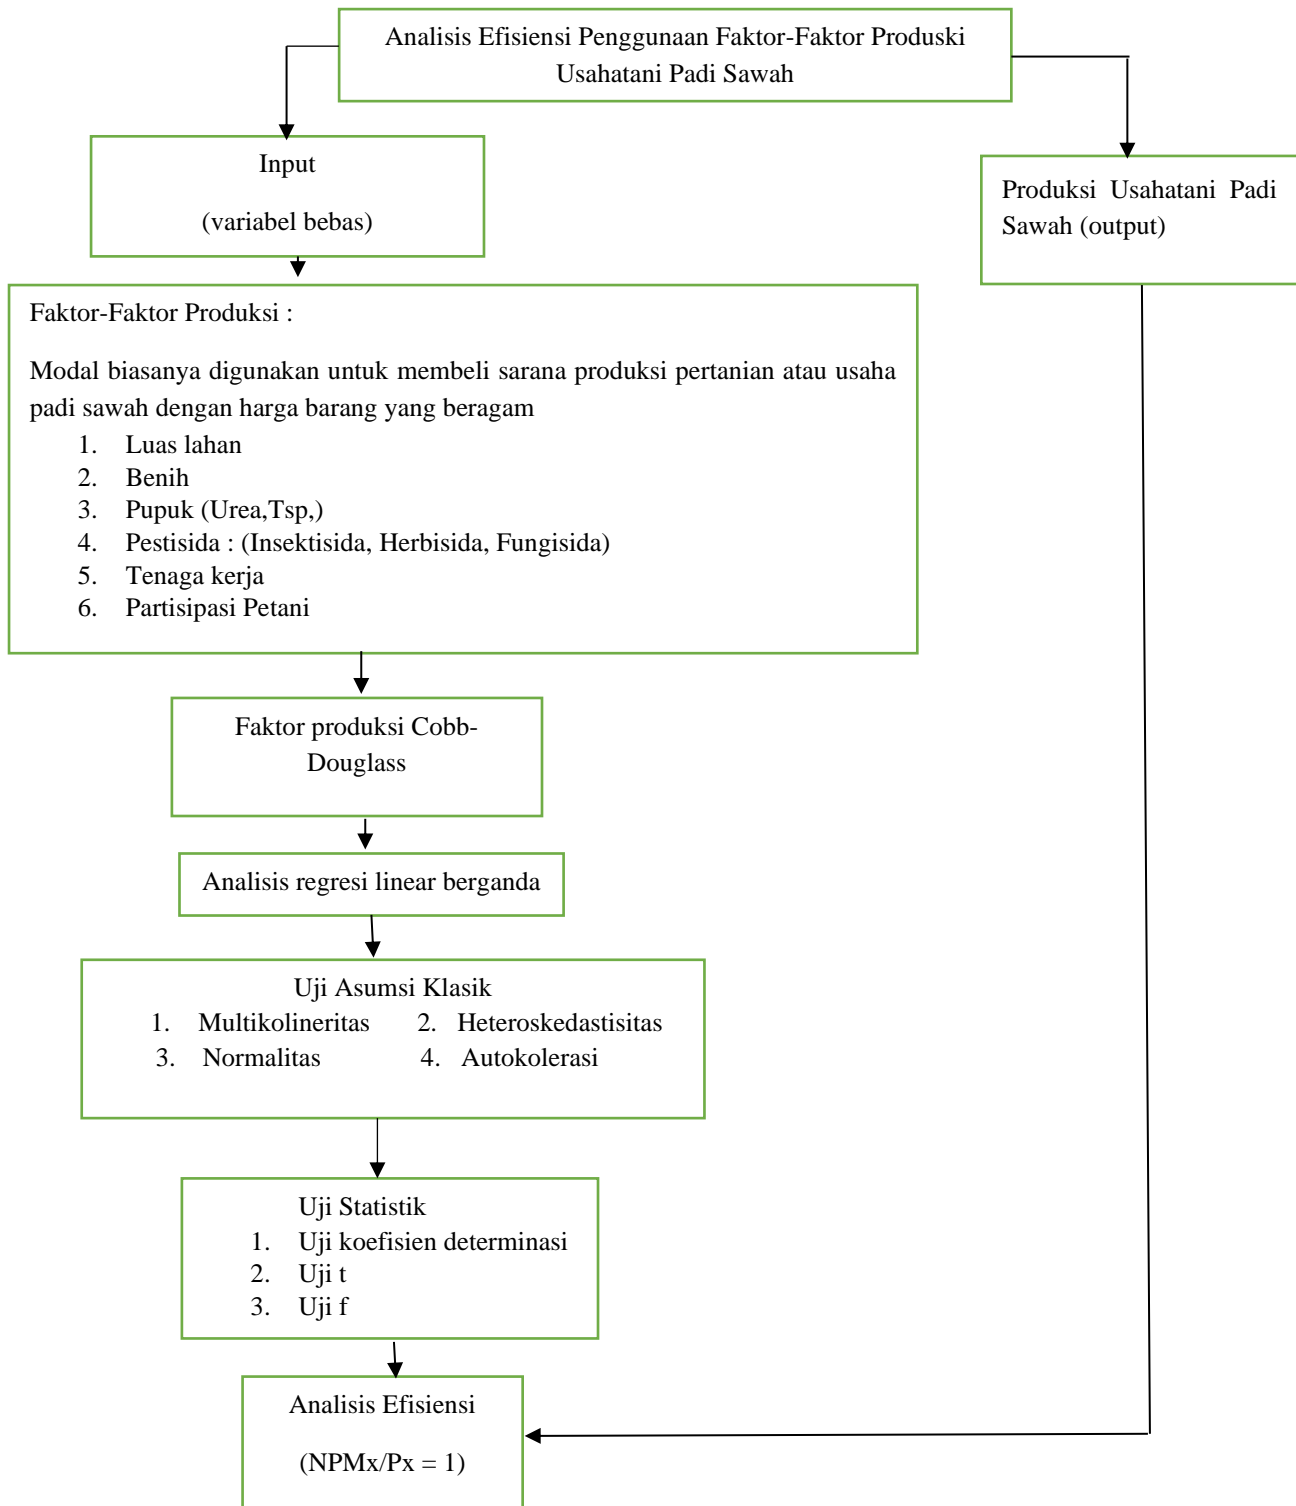 Analisis Efisiensi Penggunaan Faktor-Faktor Produski
Usahatani Padi Sawah
Input
(variabel bebas)
Produksi Usahatani Padi
Sawah (output)
Faktor-Faktor Produksi :
Modal biasanya digunakan untuk membeli sarana produksi pertanian atau usaha
padi sawah dengan harga barang yang beragam
1. Luas lahan
2. Benih
3. Pupuk (Urea,Tsp,)
4. Pestisida : (Insektisida, Herbisida, Fungisida)
5. Tenaga kerja
6. Partisipasi Petani
Faktor produksi Cobb-
Douglass
Analisis regresi linear berganda
Uji Asumsi Klasik
1. Multikolineritas 2. Heteroskedastisitas
3. Normalitas 4. Autokolerasi
Uji Statistik
1. Uji koefisien determinasi
2. Uji t
3. Uji f
Analisis Efisiensi
(NPMx/Px = 1)